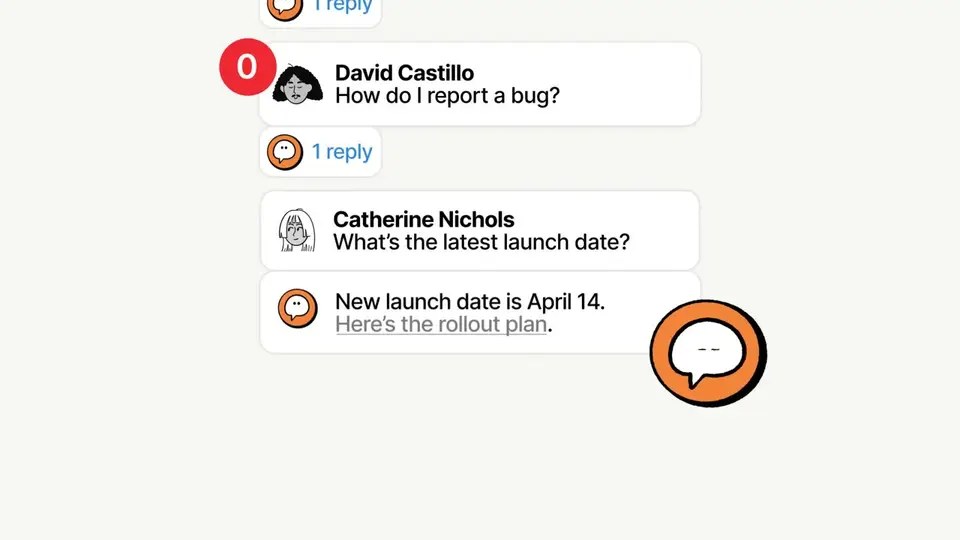 1 reply
0
David Castillo
How do I report a bug?
1 reply
Catherine Nichols
What's the latest launch date?
New launch date is April 14.
Here's the rollout plan.